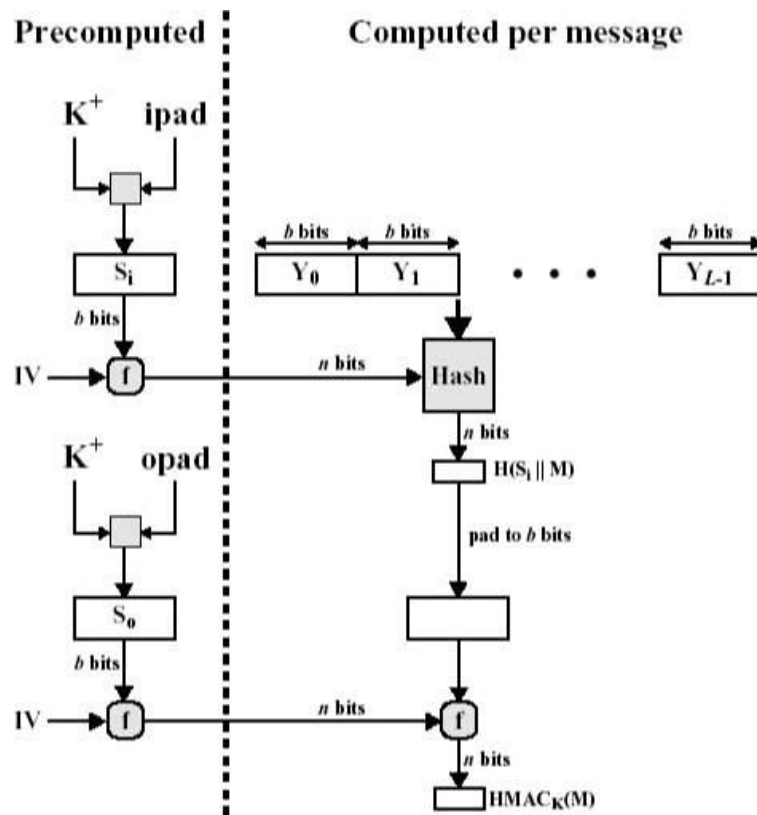 Precomputed
Computed per message
K+ ipad
b bits b bits b bits
Si
Y0 Y1 • • • YL-1
b bits
IV f n bits Hash
n bits
K+ opad
H(Si || M)
pad to b bits
So
b bits
IV f n bits f
n bits
HMACK(M)